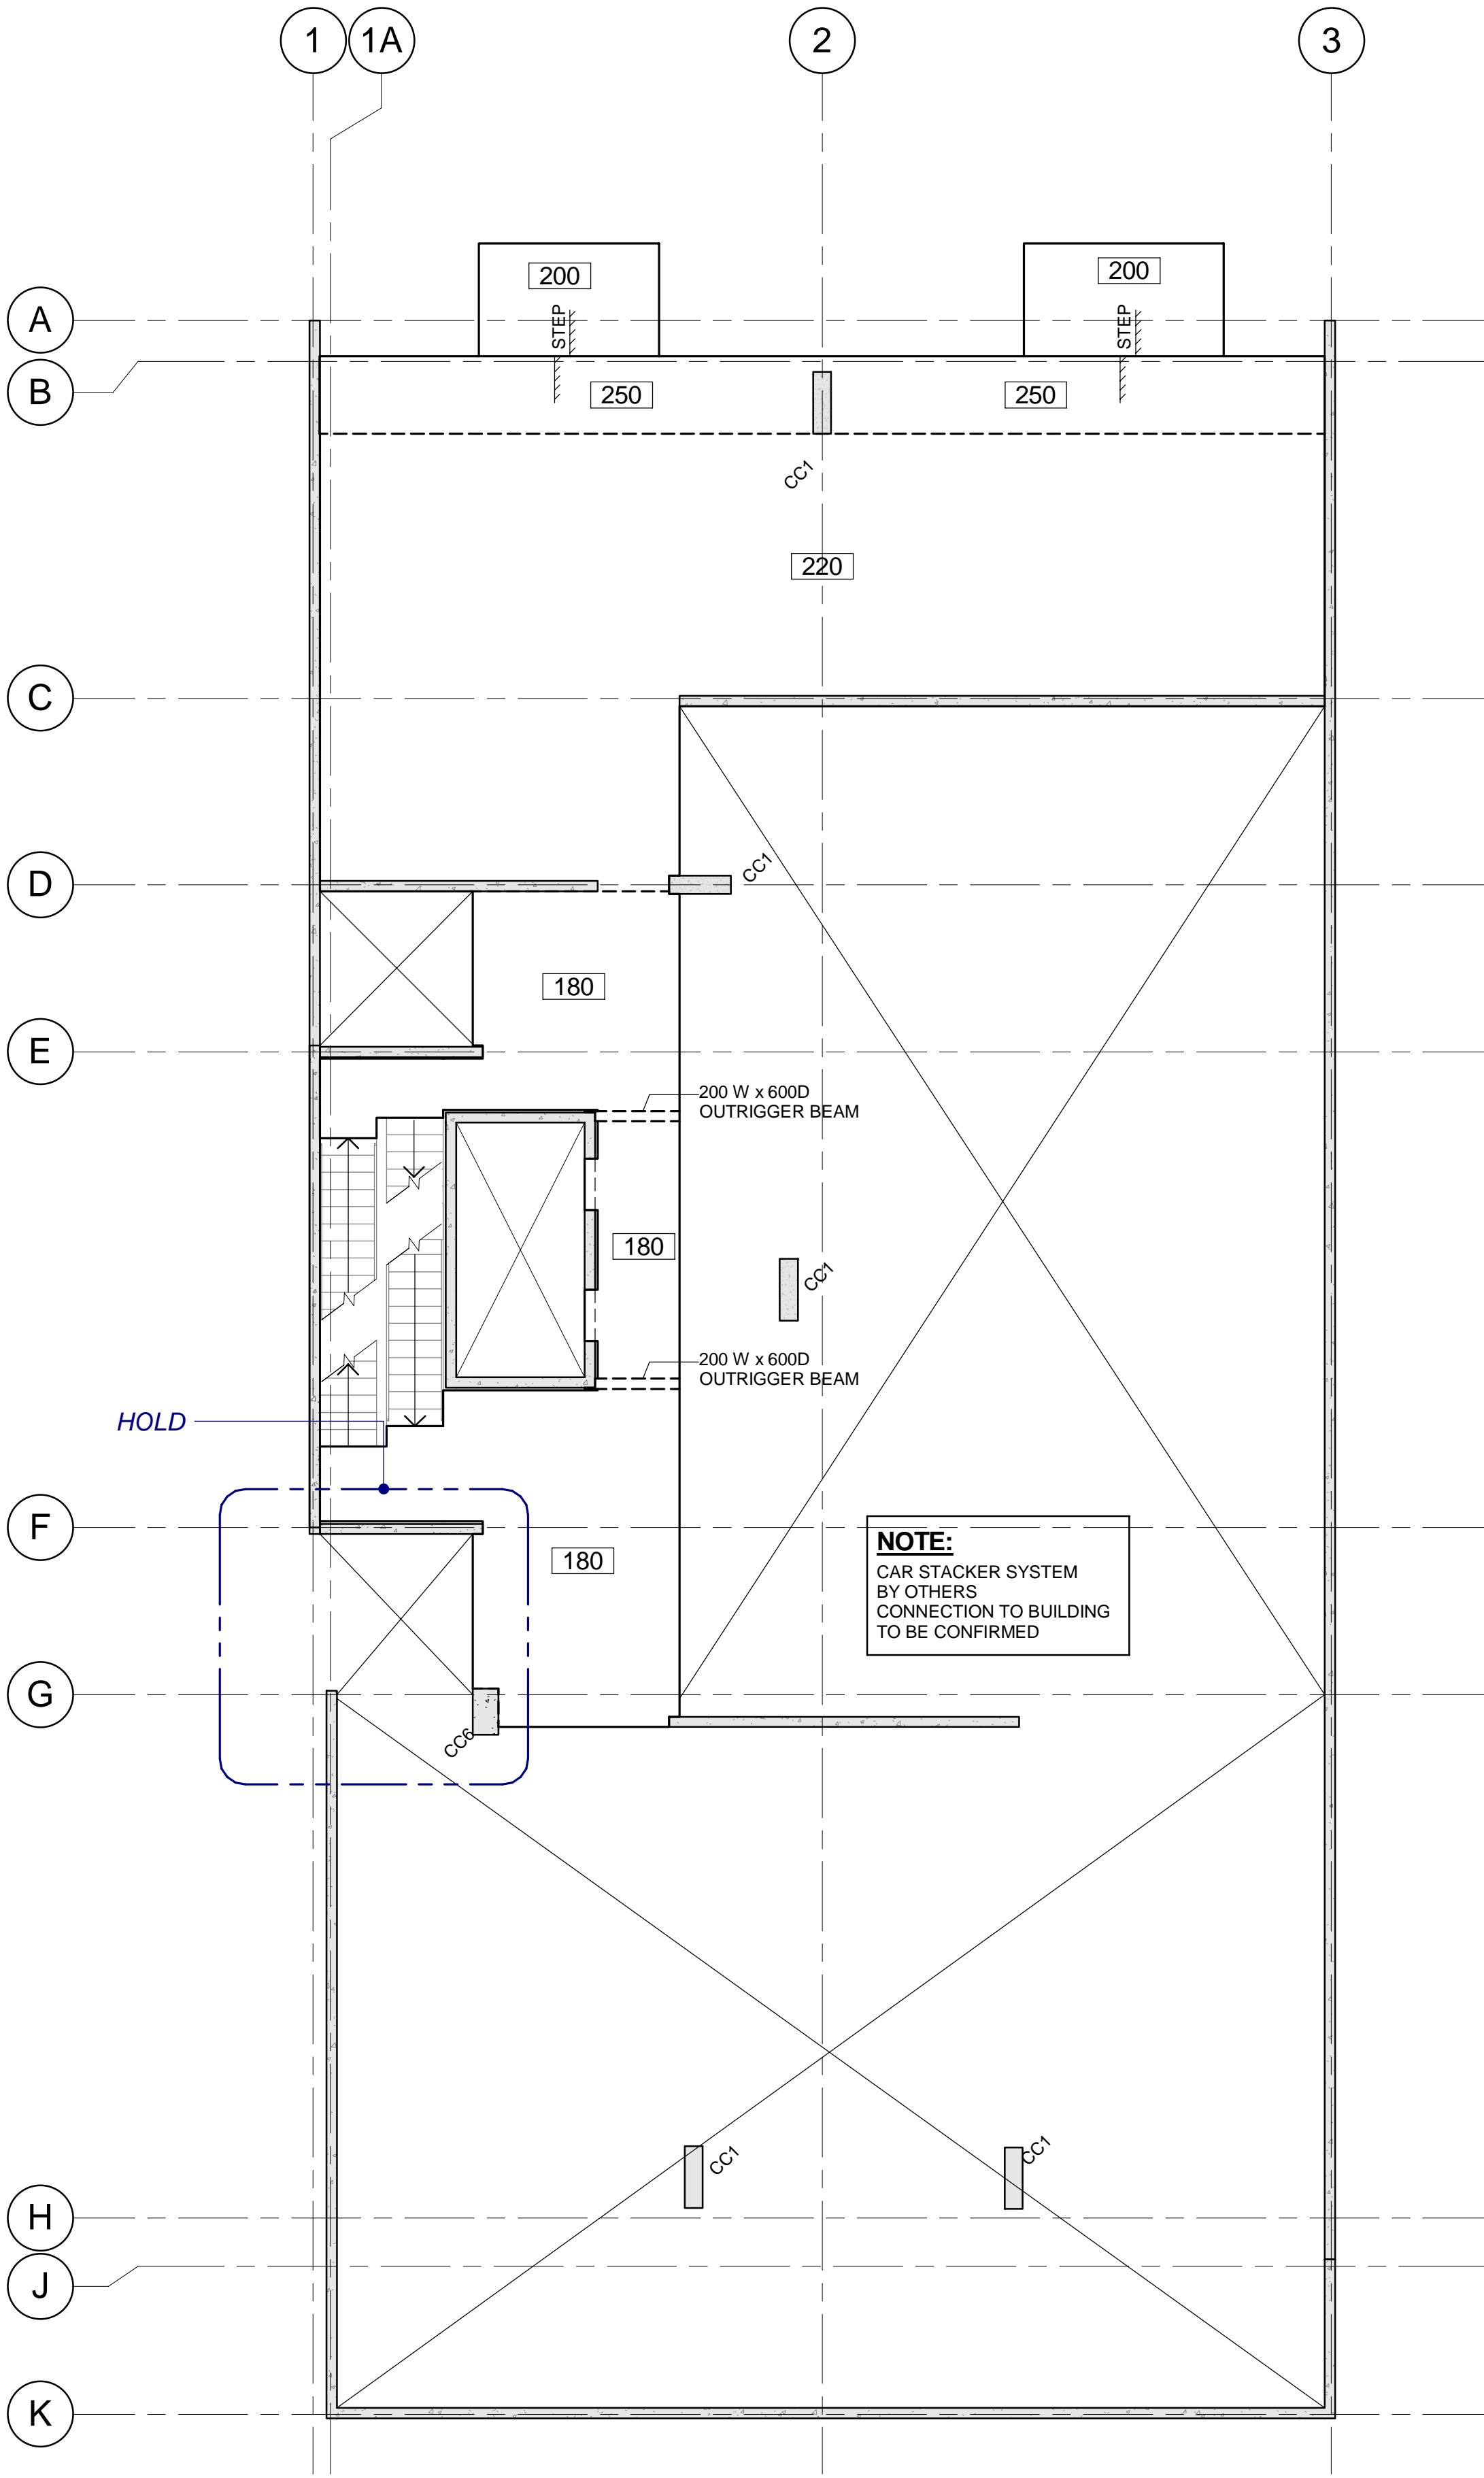 1 1A 2 3
200 200
A
STEP STEP
B
250 250
CC1
220
C
CC1
D
180
E
200 W x 600D
OUTRIGGER BEAM
180
CC1
200 W x 600D
OUTRIGGER BEAM
HOLD
F
NOTE:
CAR STACKER SYSTEM
BY OTHERS
CONNECTION TO BUILDING
TO BE CONFIRMED
180
G
CC6
CC1 CC1
H
J
K